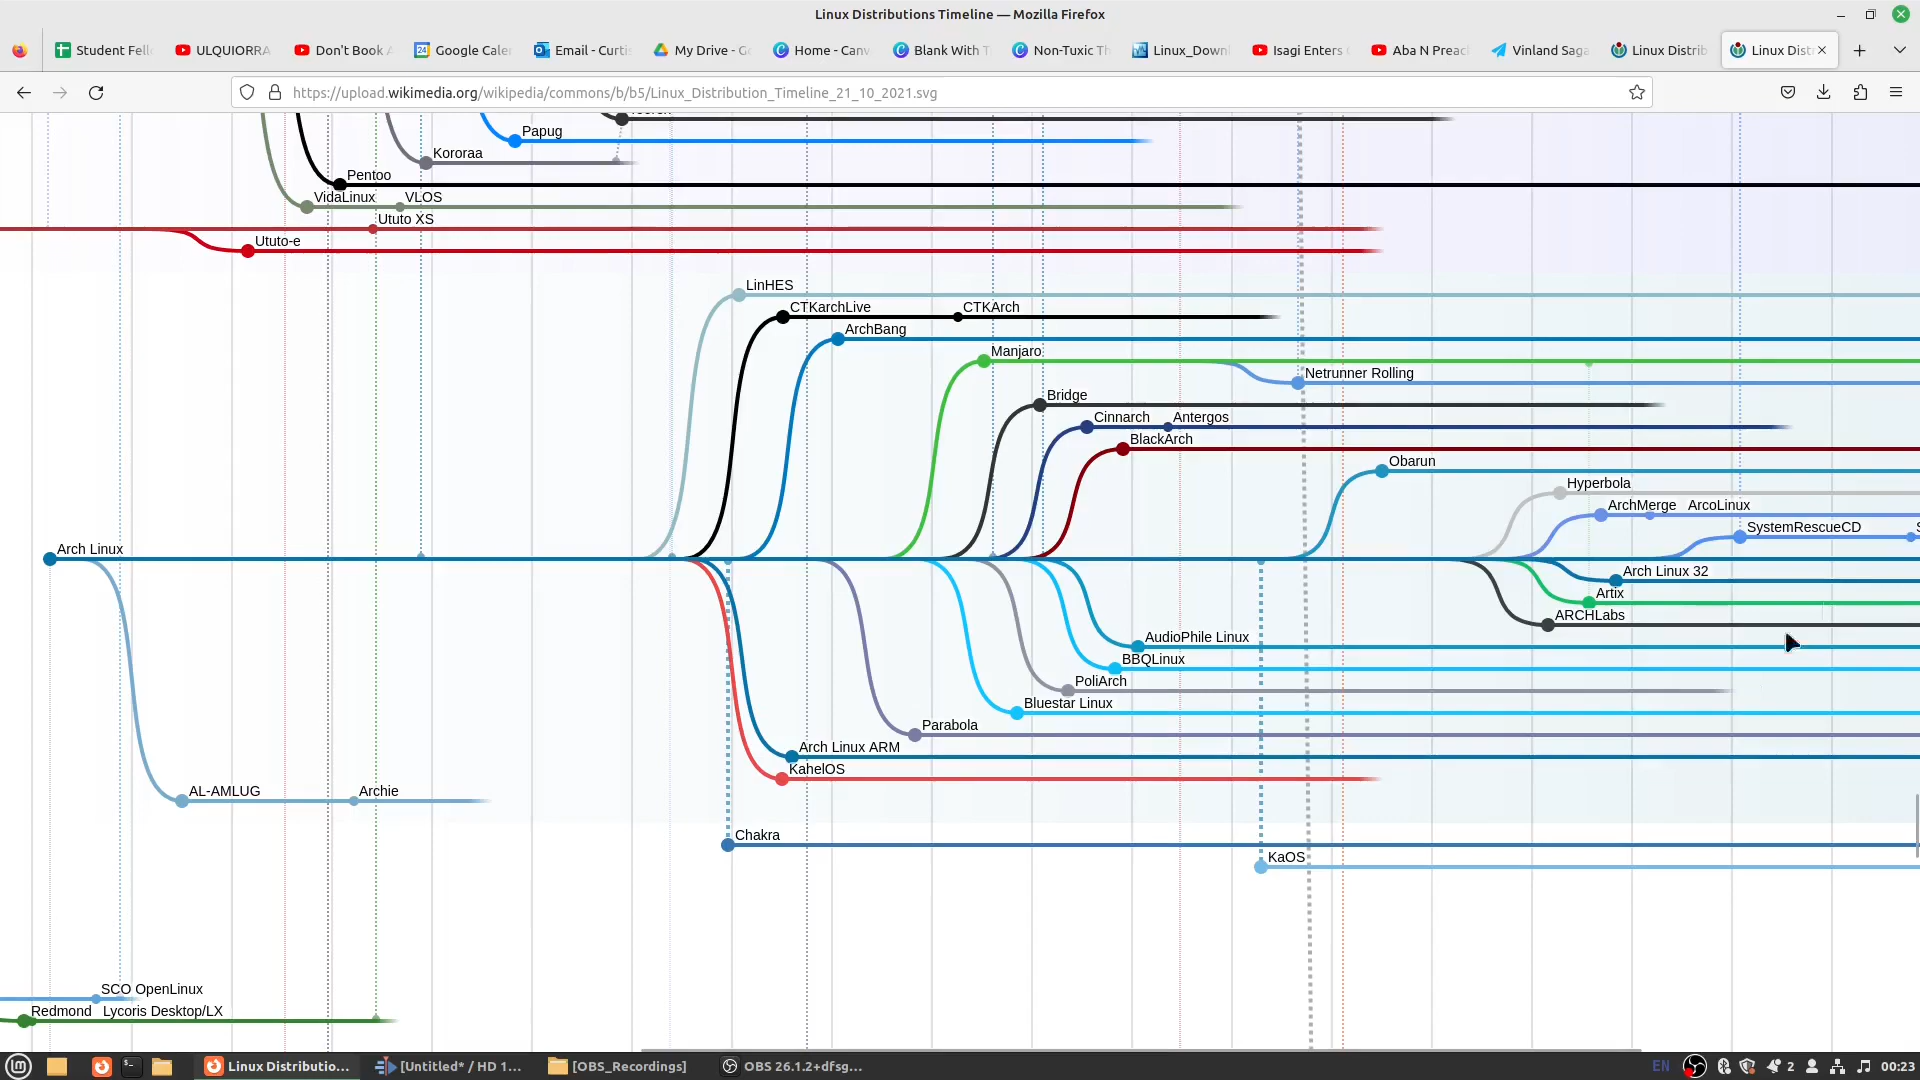 Linux Distributions Timeline — Mozilla Firefox
Student Fell
ULQUIORRA
Don't Book A
Google Cale
Email - Curtis
My Drive - Go
Home - Canv
Blank With T
Non-Tuxic Th
Linux_Down
Isagi Enters
Aba N Preac
Vinland Saga
Linux Distrib
Linux Dist
https://upload.wikimedia.org/wikipedia/commons/b/b5/Linux_Distribution_Timeline_21_10_2021.svg
Papug
Kororaa
Pentoo
VidaLinux VLOS
Ututo XS
Ututo-e
LinHES
CTKarchLive CTKArch
ArchBang
Manjaro
Netrunner Rolling
Bridge
Cinnarch Antergos
BlackArch
Obarun
Hyperbola
ArchMerge ArcoLinux
SystemRescueCD S
Arch Linux
Arch Linux 32
Artix
ARCHLabs
AudioPhile Linux
BBQLinux
PoliArch
Bluestar Linux
Parabola
Arch Linux ARM
KahelOS
AL-AMLUG Archie
Chakra
KaOS
SCO OpenLinux
Redmond Lycoris Desktop/LX
Linux Distributio...
[Untitled* / HD 1...
[OBS_Recordings]
OBS 26.1.2+dfsg...
EN
2
00:23